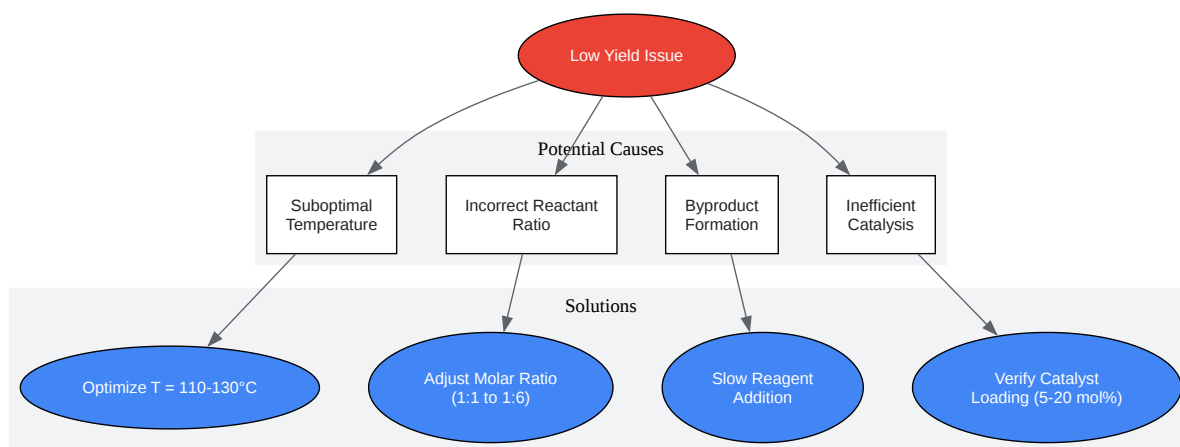 Low Yield Issue
Potential Causes
Suboptimal
Temperature
Incorrect Reactant
Ratio
Byproduct
Formation
Inefficient
Catalysis
Solutions
Optimize T = 110-130°C
Adjust Molar Ratio
(1:1 to 1:6)
Slow Reagent
Addition
Verify Catalyst
Loading (5-20 mol%)